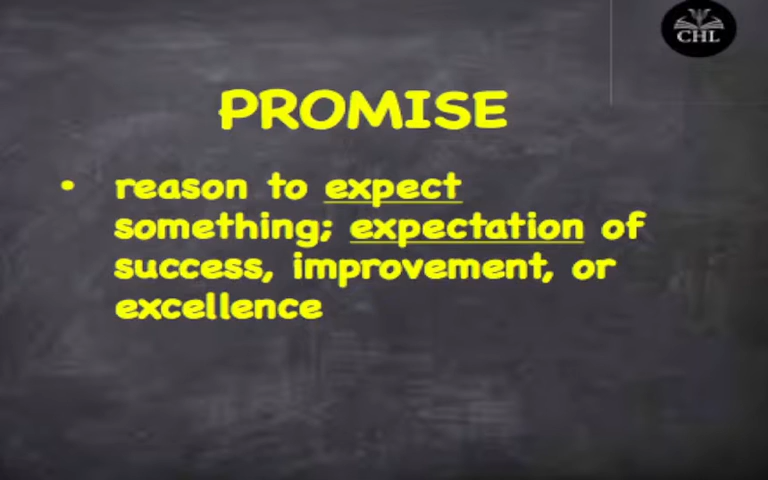 CHL
PROMISE
• reason to expect
something; expectation of
success, improvement, or
excellence